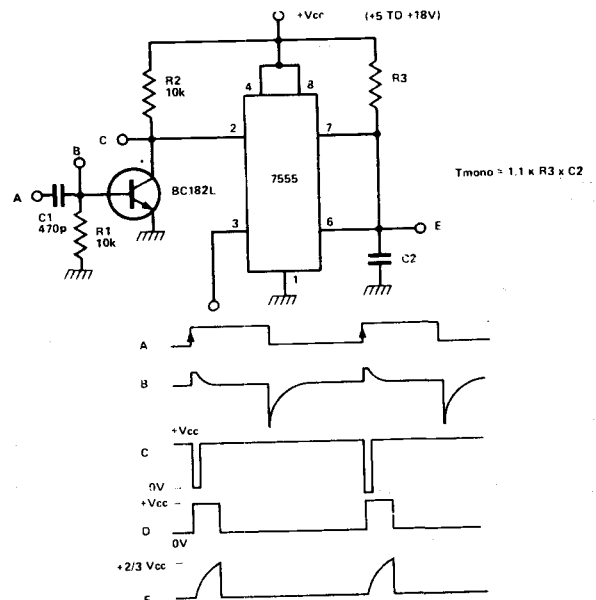 +Vcc (+5 TO +18V)
R2
10k
4
8
R3
C
2
7
B
7555
BC182L
Tmono = 1.1 x R3 x C2
A
C1
470p
R1
10k
3
6
E
C2
1
A
B
+Vcc
C
0V
+Vcc
D
0V
+2/3 Vcc